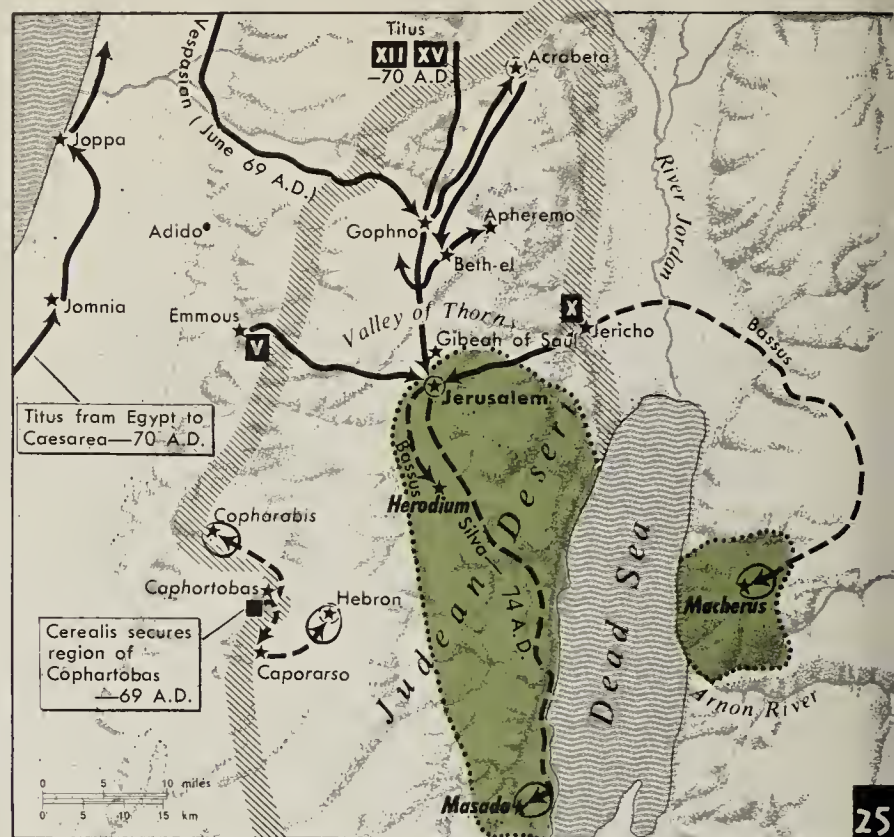 Titus
XII XV
—70 A.D.
Acrabeta
Vespasian (June 69 A.D.)
Joppa
River Jordan
Gophno
Apheremo
Adido
Beth-el
Jomnia
Emmous
V
Valley of Thorns
X
Jericho
Gibeah of Saul
Bassus
Jerusalem
Titus fram Egypt to
Caesarea—70 A.D.
Bassus
Herodium
Judean Desert
Silva—
74 A.D.
Dead Sea
Copharabis
Caphortobas
Hebron
Macherus
Cerealis secures
region of
Cophartobas
—69 A.D.
Caporarso
Arnon River
0 5 10 miles
0 5 10 15 km
Masada
25